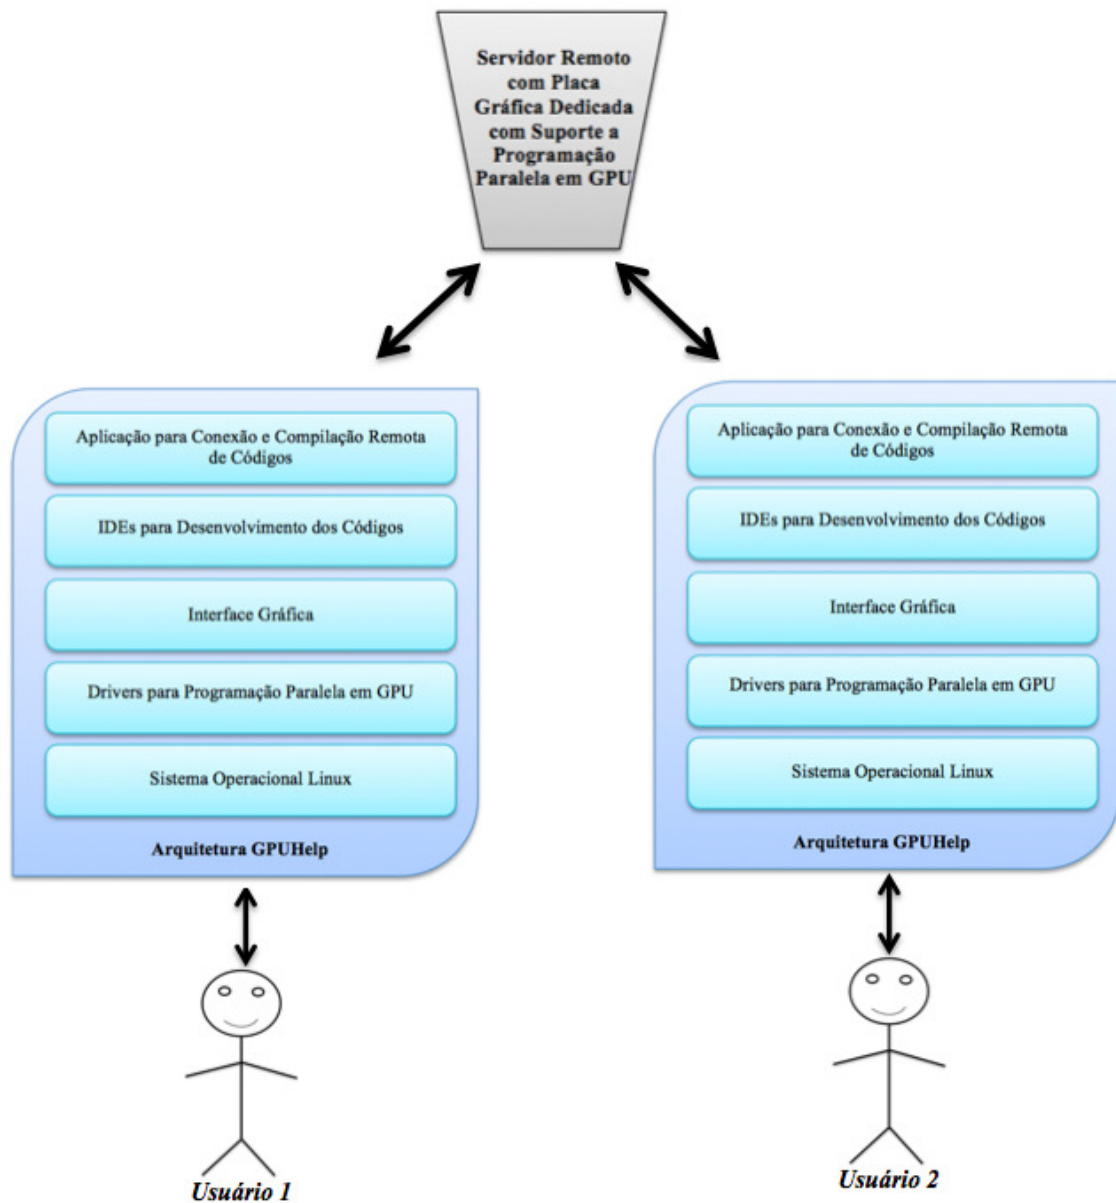 Servidor Remoto
com Placa
Gráfica Dedicada
com Suporte a
Programação
Paralela em GPU
Aplicação para Conexão e Compilação Remota
de Códigos
IDEs para Desenvolvimento dos Códigos
Interface Gráfica
Drivers para Programação Paralela em GPU
Sistema Operacional Linux
Arquitetura GPUHelp
Usuário 1
Aplicação para Conexão e Compilação Remota
de Códigos
IDEs para Desenvolvimento dos Códigos
Interface Gráfica
Drivers para Programação Paralela em GPU
Sistema Operacional Linux
Arquitetura GPUHelp
Usuário 2